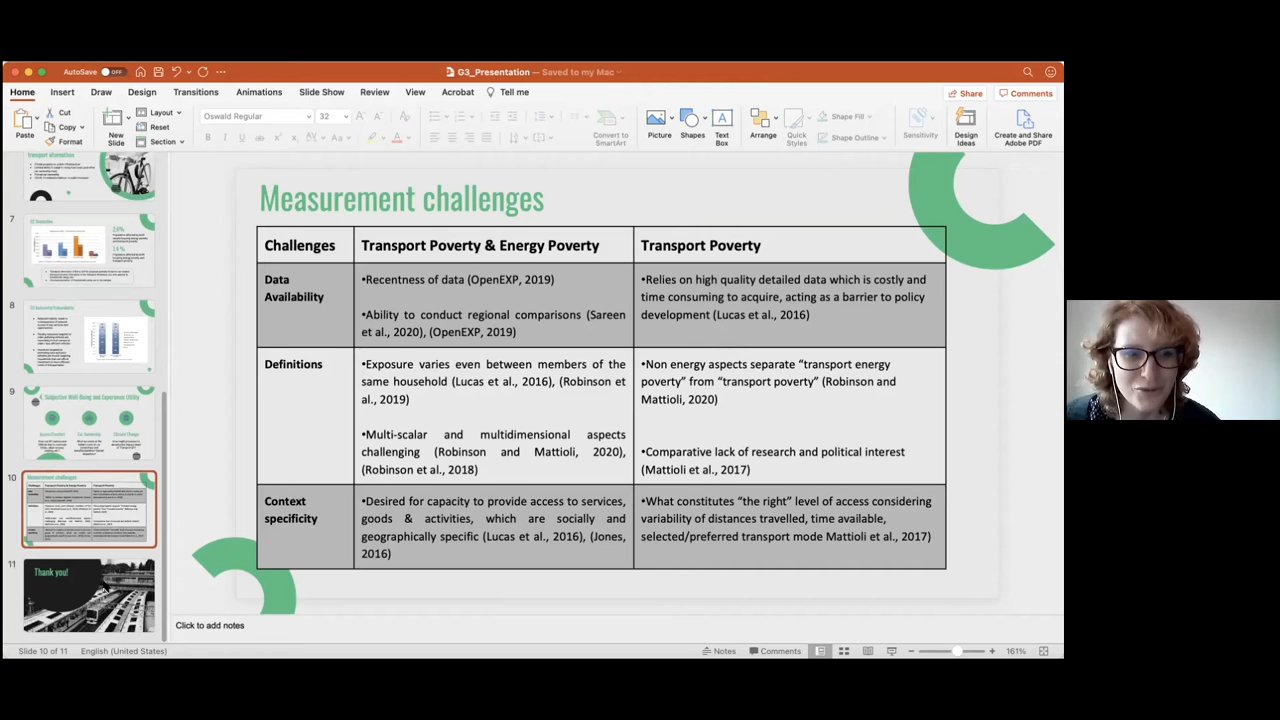 AutoSave OFF
G3_Presentation — Saved to my Mac
Home Insert Draw Design Transitions Animations Slide Show Review View Acrobat Tell me
Share Comments
Paste
Cut
Copy
Format
New Slide
Layout
Reset
Section
Oswald Regular 32
Convert to SmartArt
Picture
Shapes
Text Box
Arrange
Quick Styles
Shape Fill
Shape Outline
Sensitivity
Design Ideas
Create and Share Adobe PDF
7
8
9
Subjective Well-Being and Experience Utility
10
Measurement challenges
11
Thank you!
Measurement challenges
Challenges
Transport Poverty & Energy Poverty
Transport Poverty
Data
Availability
•Recentness of data (OpenEXP, 2019)
•Ability to conduct regional comparisons (Sareen
et al., 2020), (OpenEXP, 2019)
•Relies on high quality detailed data which is costly and
time consuming to acquire, acting as a barrier to policy
development (Lucas et al., 2016)
Definitions
•Exposure varies even between members of the
same household (Lucas et al., 2016), (Robinson et
al., 2019)
•Multi-scalar and multidimensional aspects
challenging (Robinson and Mattioli, 2020),
(Robinson et al., 2018)
•Non energy aspects separate “transport energy
poverty” from “transport poverty” (Robinson and
Mattioli, 2020)
•Comparative lack of research and political interest
(Mattioli et al., 2017)
Context
specificity
•Desired for capacity to provide access to services,
goods & activities, which are socially and
geographically specific (Lucas et al., 2016), (Jones,
2016)
•What constitutes “the right” level of access considering
variability of distances travelled, time available,
selected/preferred transport mode Mattioli et al., 2017)
Click to add notes
Slide 10 of 11 English (United States)
Notes Comments 161%